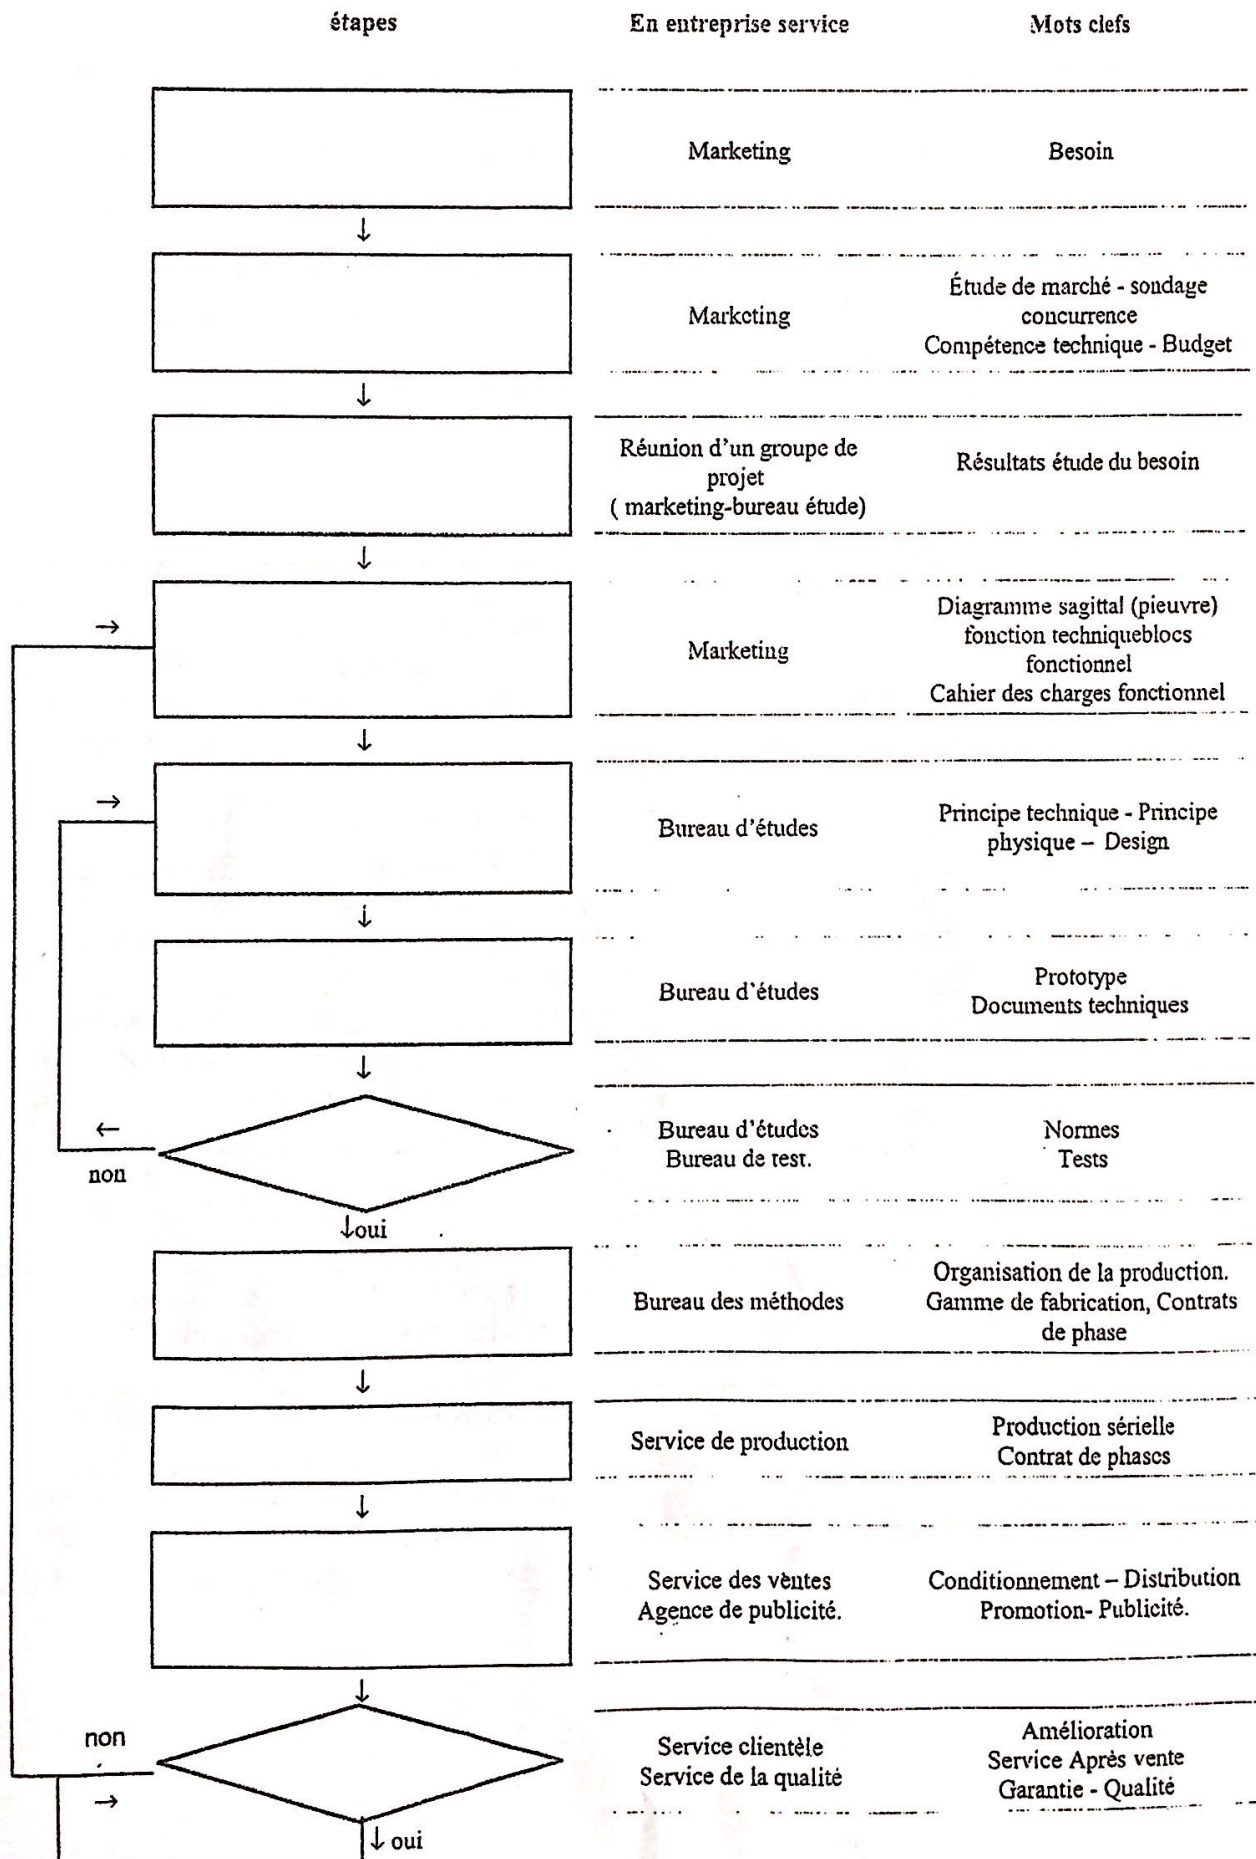 étapes En entreprise service Mots clefs
Marketing Besoin
↓
Étude de marché - sondage
Marketing concurrence
Compétence technique - Budget
↓
Réunion d'un groupe de
projet Résultats étude du besoin
( marketing-bureau étude)
↓
→ Diagramme sagittal (pieuvre)
fonction techniqueblocs
Marketing fonctionnel
Cahier des charges fonctionnel
↓
→ Bureau d'études Principe technique - Principe
physique – Design
↓
Bureau d'études Prototype
Documents techniques
↓
← Bureau d'études Normes
non Bureau de test. Tests
↓oui
Organisation de la production.
Bureau des méthodes Gamme de fabrication, Contrats
de phase
↓
Service de production Production sérielle
Contrat de phases
↓
Service des ventes Conditionnement – Distribution
Agence de publicité. Promotion- Publicité.
↓
non Service clientèle Amélioration
Service de la qualité Service Après vente
→ Garantie - Qualité
↓ oui